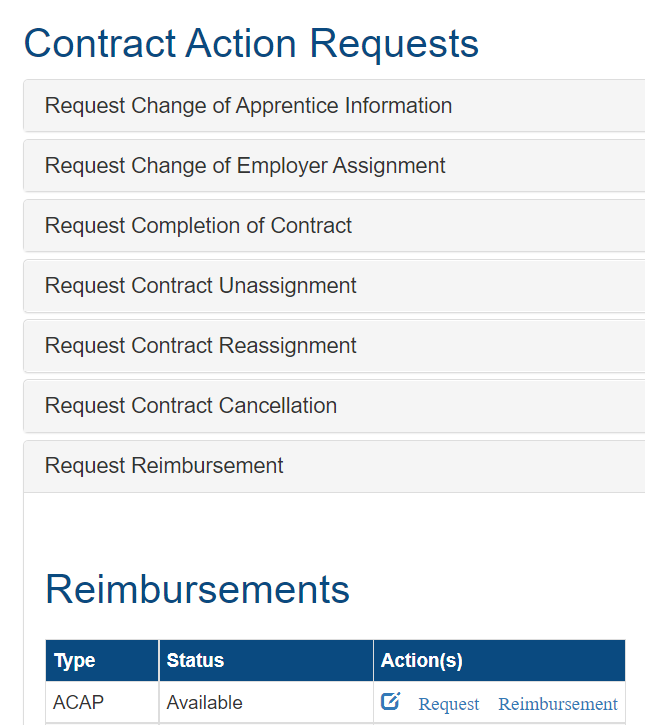 Contract Action Requests
Request Change of Apprentice Information
Request Change of Employer Assignment
Request Completion of Contract
Request Contract Unassignment
Request Contract Reassignment
Request Contract Cancellation
Request Reimbursement
Reimbursements
Type Status Action(s)
ACAP Available Request Reimbursement